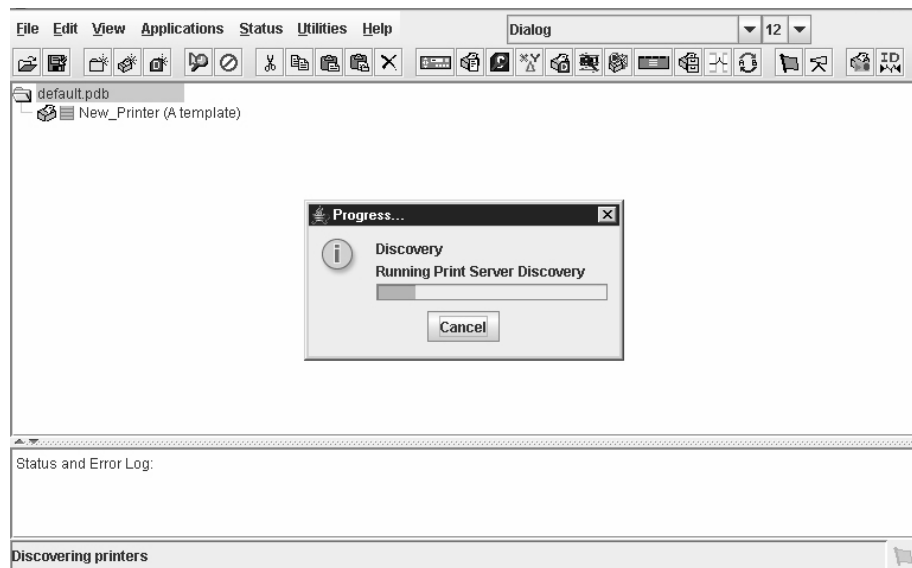 File Edit View Applications Status Utilities Help Dialog 12
ID
default.pdb
New_Printer (A template)
Progress...
Discovery
Running Print Server Discovery
Cancel
Status and Error Log:
Discovering printers